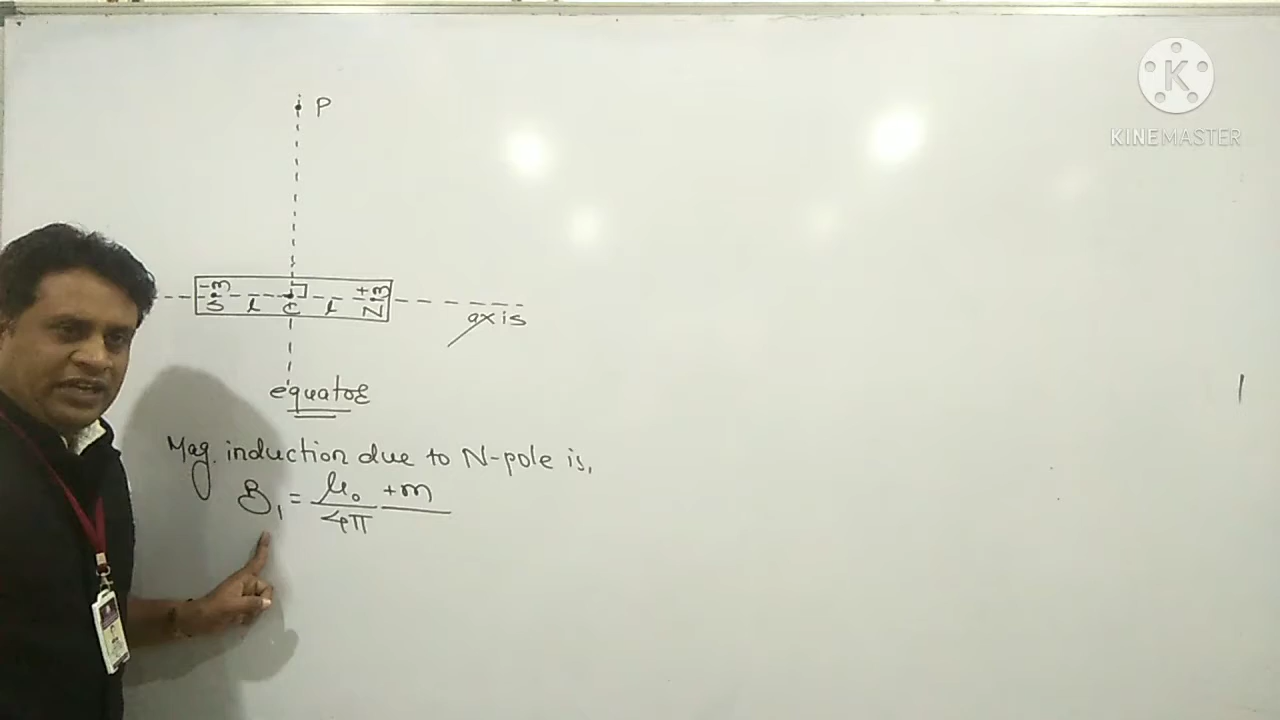 P
KINEMASTER
-m +m
S l C l N
axis
equator
Mag. induction due to N-pole is,
B₁ = μ₀/4π +m/